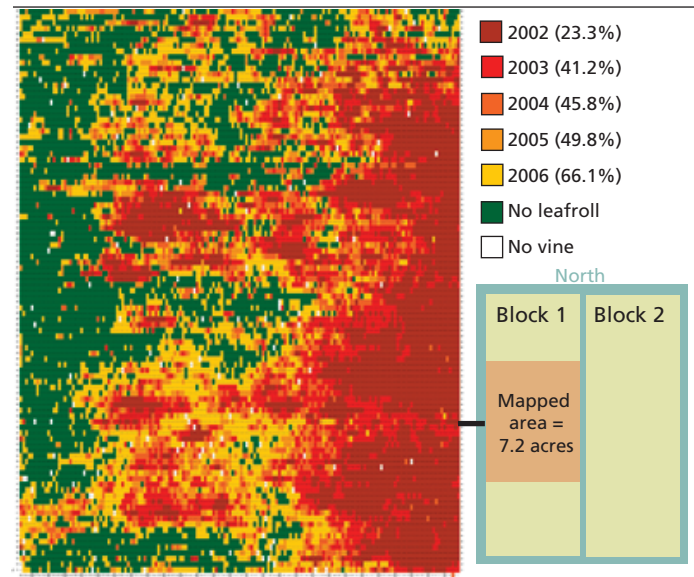 2002 (23.3%)
2003 (41.2%)
2004 (45.8%)
2005 (49.8%)
2006 (66.1%)
No leafroll
No vine
North
Block 1
Block 2
Mapped
area =
7.2 acres